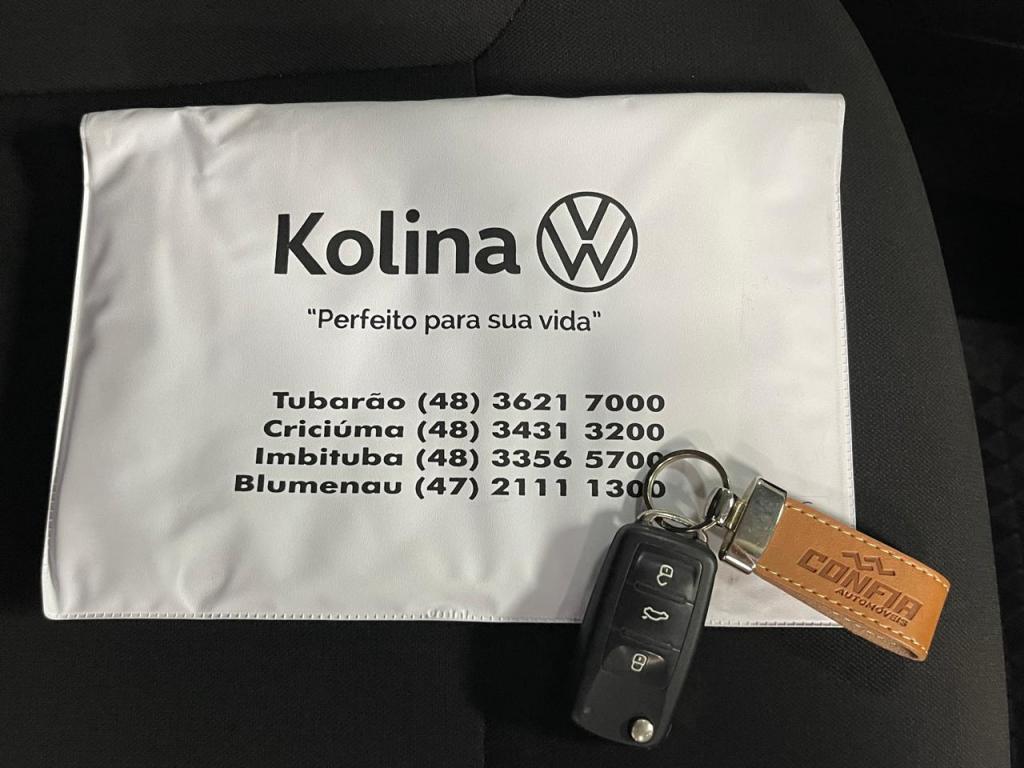 Kolina
"Perfeito para sua vida"
Tubarão (48) 3621 7000
Criciúma (48) 3431 3200
Imbituba (48) 3356 5700
Blumenau (47) 2111 1300
CONFIA
AUTOMÓVEIS